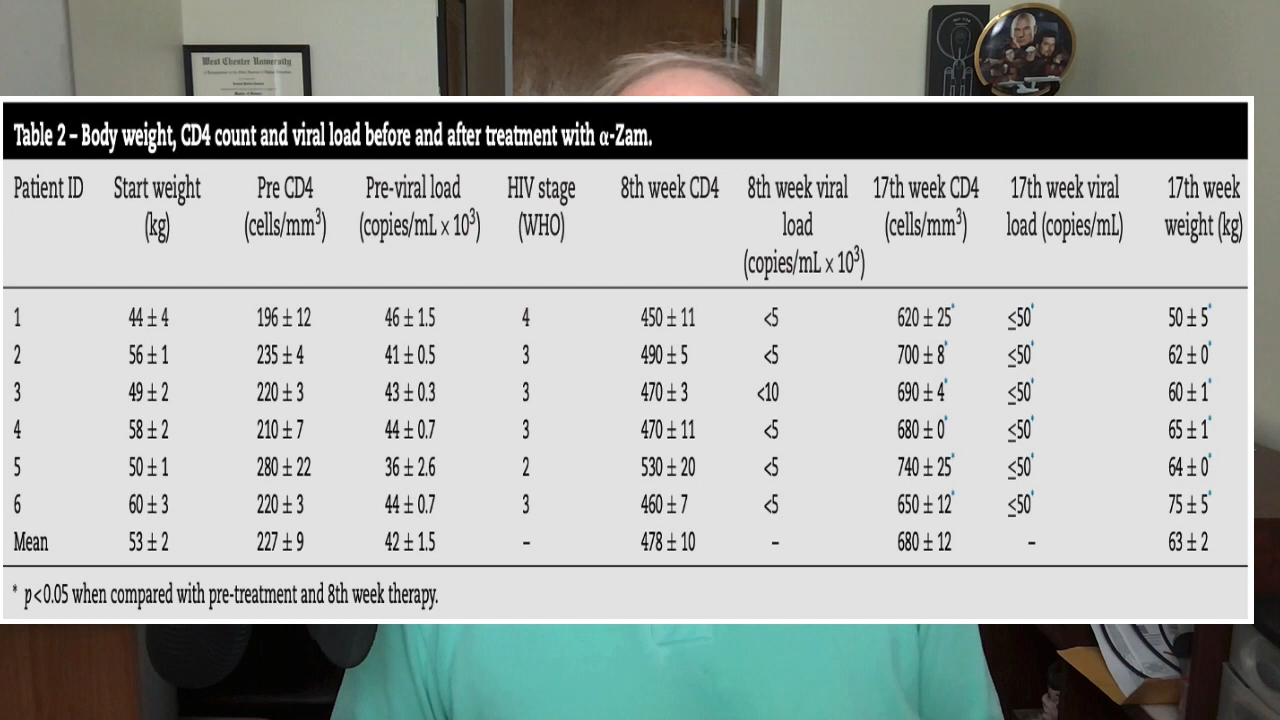 West Chester University
Table 2 – Body weight, CD4 count and viral load before and after treatment with α-Zam.
Patient ID Start weight (kg) Pre CD4 (cells/mm³) Pre-viral load (copies/mL × 10³) HIV stage (WHO) 8th week CD4 8th week viral load (copies/mL × 10³) 17th week CD4 (cells/mm³) 17th week viral load (copies/mL) 17th week weight (kg)
1 44 ± 4 196 ± 12 46 ± 1.5 4 450 ± 11 <5 620 ± 25* ≤50* 50 ± 5*
2 56 ± 1 235 ± 4 41 ± 0.5 3 490 ± 5 <5 700 ± 8* ≤50* 62 ± 0*
3 49 ± 2 220 ± 3 43 ± 0.3 3 470 ± 3 <10 690 ± 4* ≤50* 60 ± 1*
4 58 ± 2 210 ± 7 44 ± 0.7 3 470 ± 11 <5 680 ± 0* ≤50* 65 ± 1*
5 50 ± 1 280 ± 22 36 ± 2.6 2 530 ± 20 <5 740 ± 25* ≤50* 64 ± 0*
6 60 ± 3 220 ± 3 44 ± 0.7 3 460 ± 7 <5 650 ± 12* ≤50* 75 ± 5*
Mean 53 ± 2 227 ± 9 42 ± 1.5 – 478 ± 10 – 680 ± 12 – 63 ± 2
* p<0.05 when compared with pre-treatment and 8th week therapy.